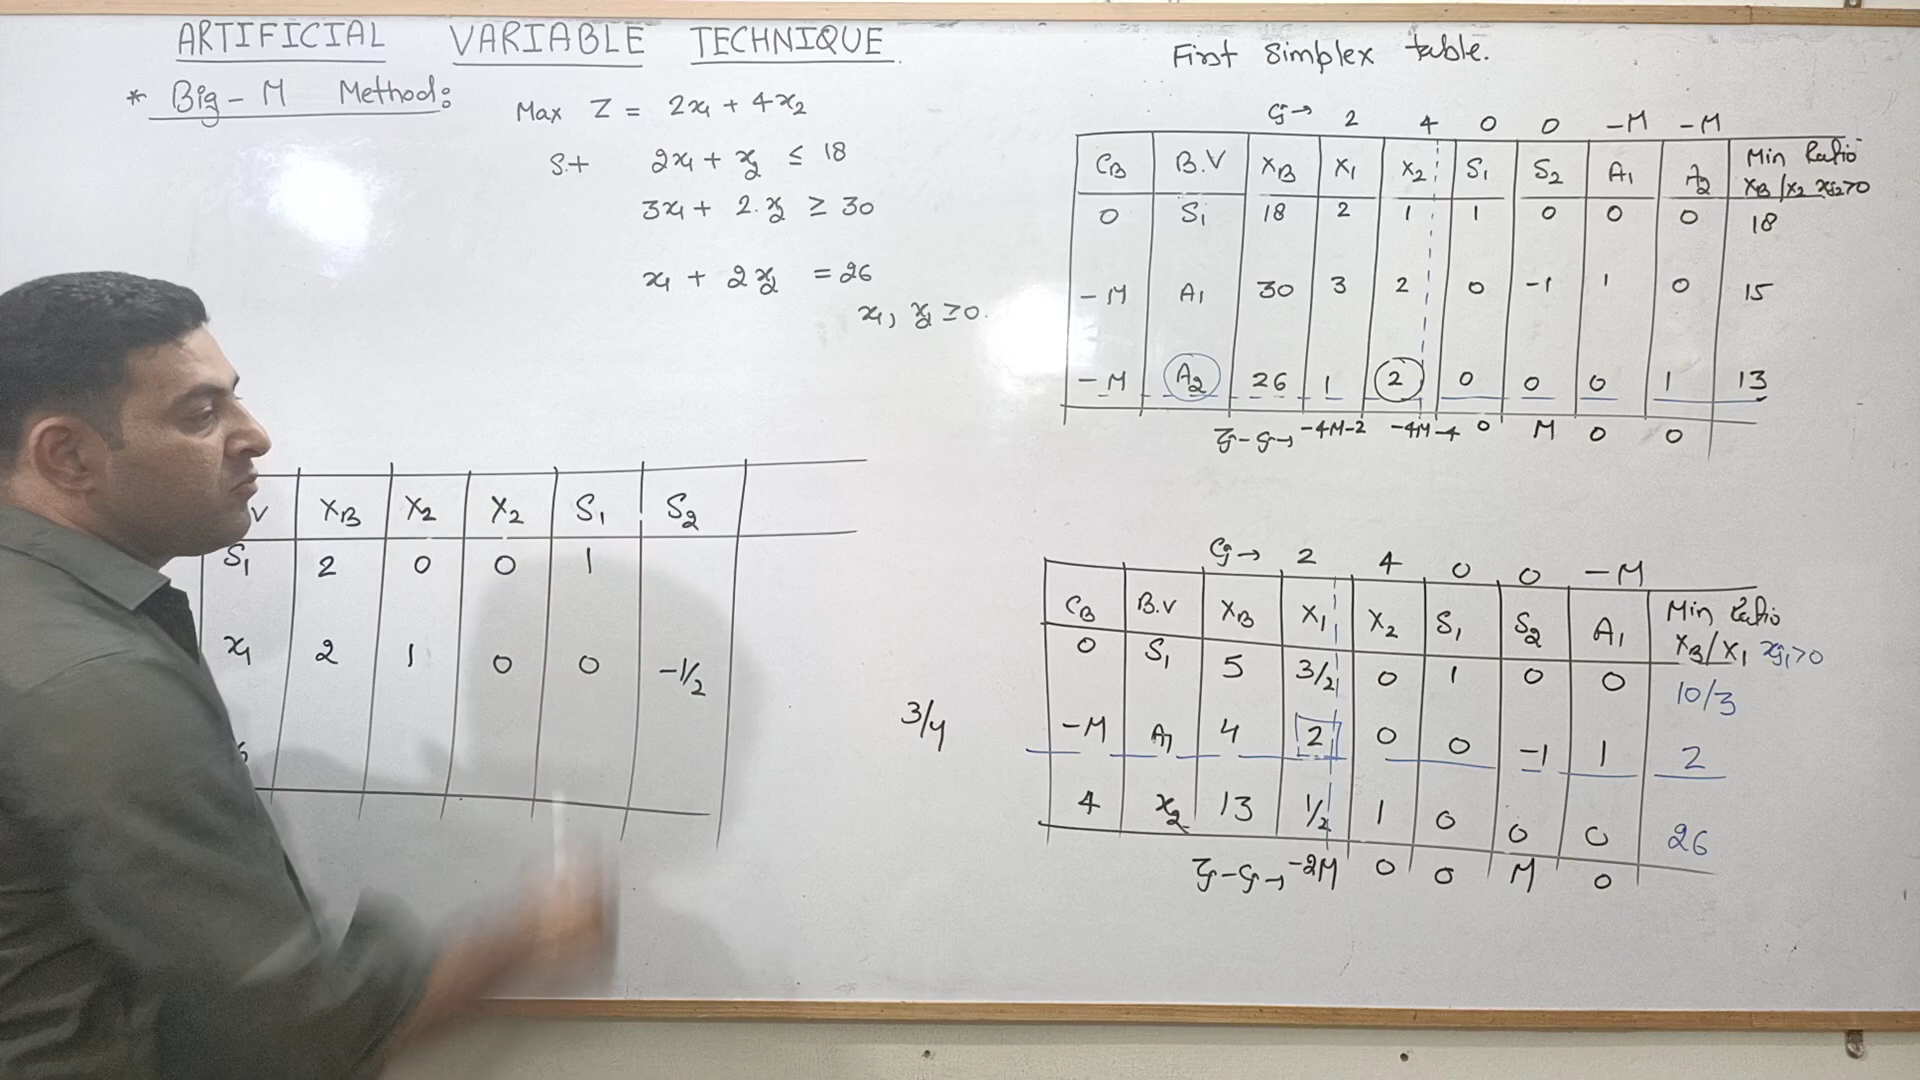 ARTIFICIAL VARIABLE TECHNIQUE
* Big-M Method:
Max Z = 2x₁ + 4x₂
S.t 2x₁ + x₂ ≤ 18
3x₁ + 2.x₂ ≥ 30
x₁ + 2x₂ = 26
x₁, x₂ ≥ 0.
First Simplex table.
Cj→ 2 4 0 0 -M -M
CB B.V XB X₁ X₂ S₁ S₂ A₁ A₂ Min Ratio XB/X₂ xj₂>0
0 S₁ 18 2 1 1 0 0 0 18
-M A₁ 30 3 2 0 -1 1 0 15
-M A₂ 26 1 2 0 0 0 1 13
Zj-Cj→ -4M-2 -4M-4 0 M 0 0
V XB X₂ X₂ S₁ S₂
S₁ 2 0 0 1
x₁ 2 1 0 0 -1/2
3/4
Cj→ 2 4 0 0 -M
CB B.V XB X₁ X₂ S₁ S₂ A₁ Min Ratio XB/X₁ xj₁>0
0 S₁ 5 3/2 0 1 0 0 10/3
-M A₁ 4 2 0 0 -1 1 2
4 x₂ 13 1/2 1 0 0 0 26
Zj-Cj→ -2M 0 0 M 0